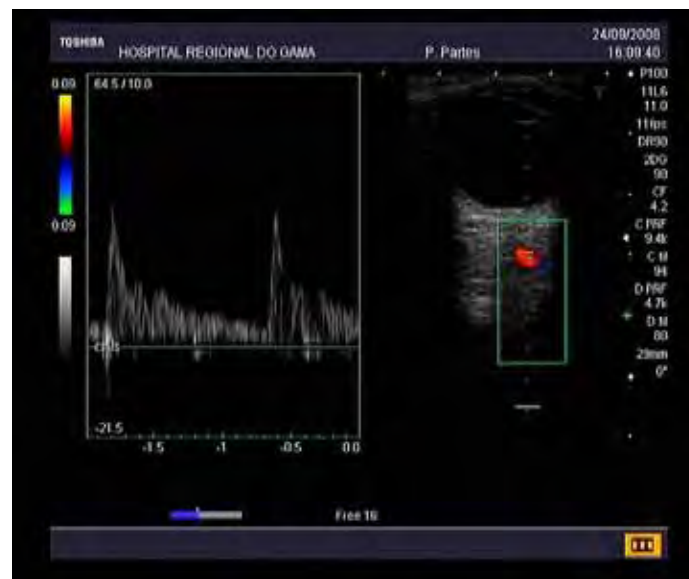 TOSHIBA
HOSPITAL REGIONAL DO GAMA
P. Partes
24/09/2008
16:09:40
0.09
64.5 / 10.0
0.09
cm/s
-21.5
-1.5 -1 -0.5 0.0
P100
11L6
11.0
11fps
DR90
2DG
90
CF
4.2
C PRF
9.4k
C M
94
D PRF
4.7k
D M
80
29mm
0°
Free 16